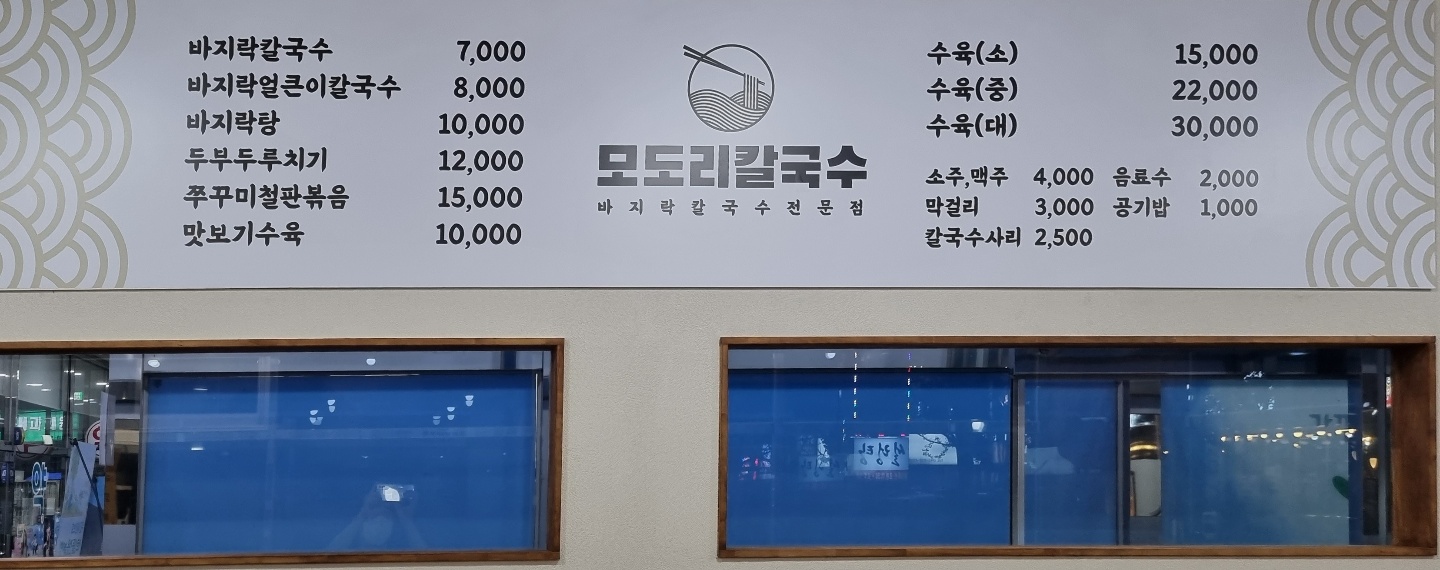 바지락칼국수 7,000
바지락얼큰이칼국수 8,000
바지락탕 10,000
두부두루치기 12,000
쭈꾸미철판볶음 15,000
맛보기수육 10,000
모도리칼국수
바지락칼국수전문점
수육(소) 15,000
수육(중) 22,000
수육(대) 30,000
소주,맥주 4,000 음료수 2,000
막걸리 3,000 공기밥 1,000
칼국수사리 2,500
설렁탕